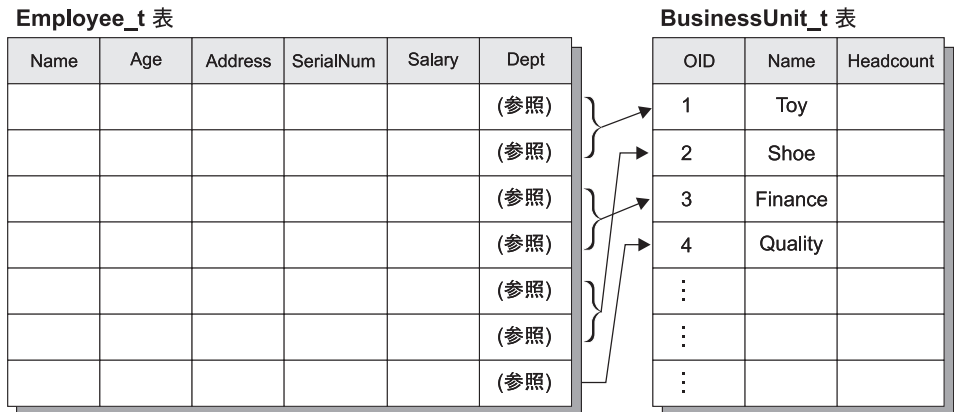 Employee_t 表
Name Age Address SerialNum Salary Dept
(参照)
(参照)
(参照)
(参照)
(参照)
(参照)
(参照)
BusinessUnit_t 表
OID Name Headcount
1 Toy
2 Shoe
3 Finance
4 Quality
⋮
⋮
⋮